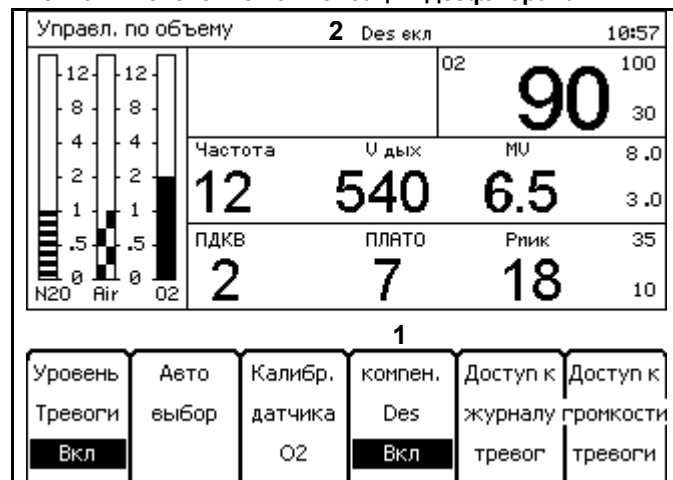 Управл. по объему 2 Des вкл 10:57
12 12 O2 90 100
8 8 30
4 4 Частота V дых MV 8.0
2 2 12 540 6.5
1 1 3.0
.5 .5 ПДКВ ПЛАТО Pпик 35
0 0 2 7 18
N2O Air O2 10
1
Уровень Авто Калибр. компен. Доступ к Доступ к
Тревоги выбор датчика Des журналу громкости
Вкл O2 Вкл тревог тревоги